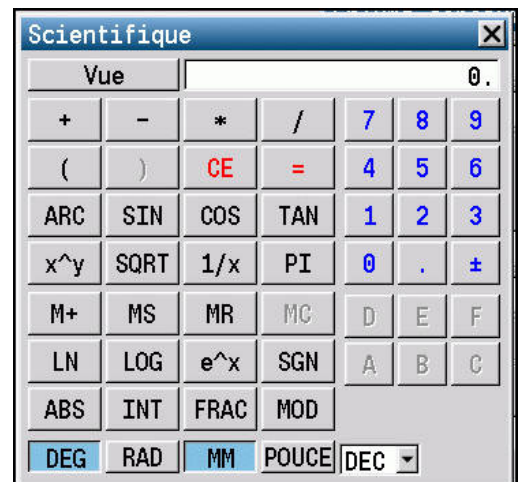 Scientifique
Vue 0.
+ - * / 7 8 9
( ) CE = 4 5 6
ARC SIN COS TAN 1 2 3
x^y SQRT 1/x PI 0 . ±
M+ MS MR MC D E F
LN LOG e^x SGN A B C
ABS INT FRAC MOD
DEG RAD MM POUCE DEC